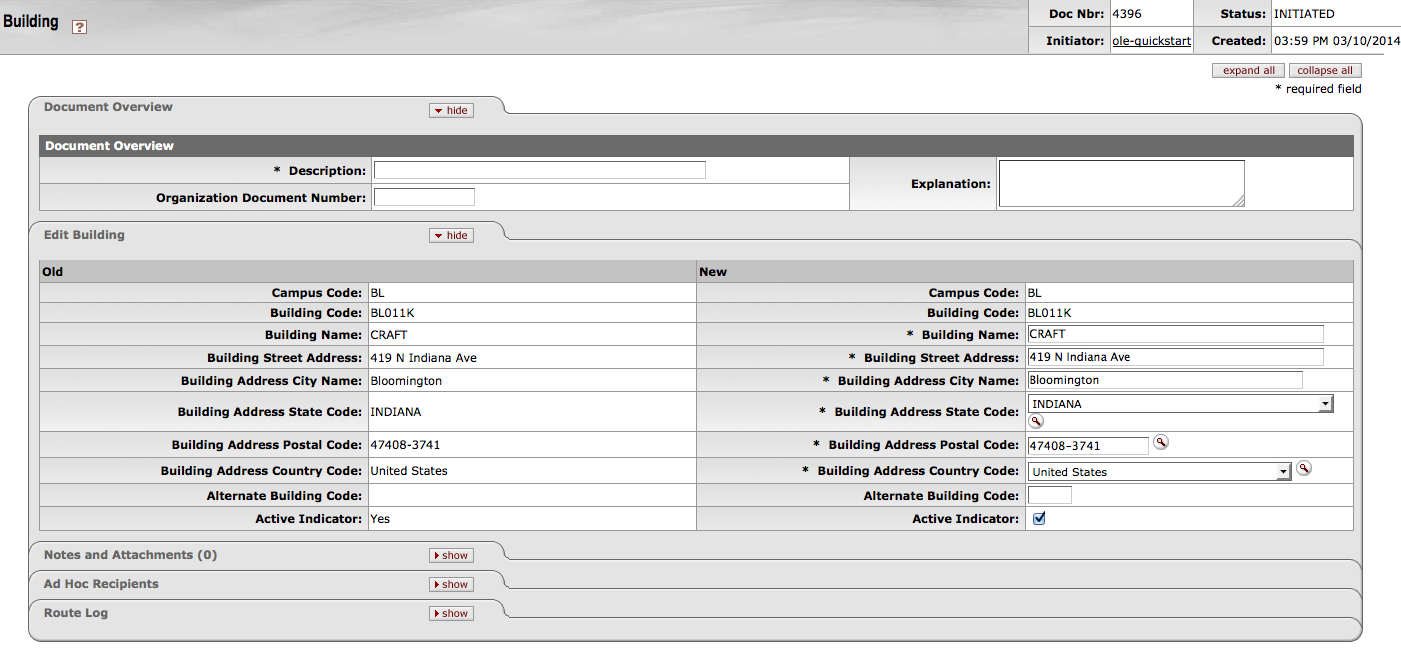 Building ?
Doc Nbr: 4396 Status: INITIATED
Initiator: ole-quickstart Created: 03:59 PM 03/10/2014
expand all collapse all
* required field
Document Overview hide
Document Overview
* Description: Explanation:
Organization Document Number:
Edit Building hide
Old New
Campus Code: BL Campus Code: BL
Building Code: BL011K Building Code: BL011K
Building Name: CRAFT * Building Name: CRAFT
Building Street Address: 419 N Indiana Ave * Building Street Address: 419 N Indiana Ave
Building Address City Name: Bloomington * Building Address City Name: Bloomington
Building Address State Code: INDIANA * Building Address State Code: INDIANA
Building Address Postal Code: 47408-3741 * Building Address Postal Code: 47408-3741
Building Address Country Code: United States * Building Address Country Code: United States
Alternate Building Code: Alternate Building Code:
Active Indicator: Yes Active Indicator:
Notes and Attachments (0) show
Ad Hoc Recipients show
Route Log show